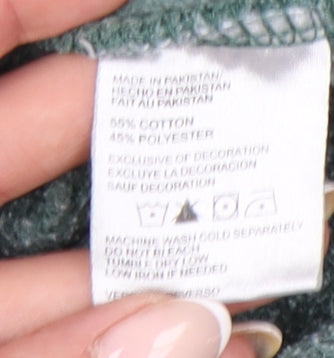 MADE IN PAKISTAN/
HECHO EN PAKISTAN/
FAIT AU PAKISTAN
55% COTTON
45% POLYESTER
EXCLUSIVE OF DECORATION
EXCLUYE LA DECORACION
SAUF DECORATION
MACHINE WASH COLD SEPARATELY
DO NOT BLEACH
TUMBLE DRY LOW
LOW IRON IF NEEDED